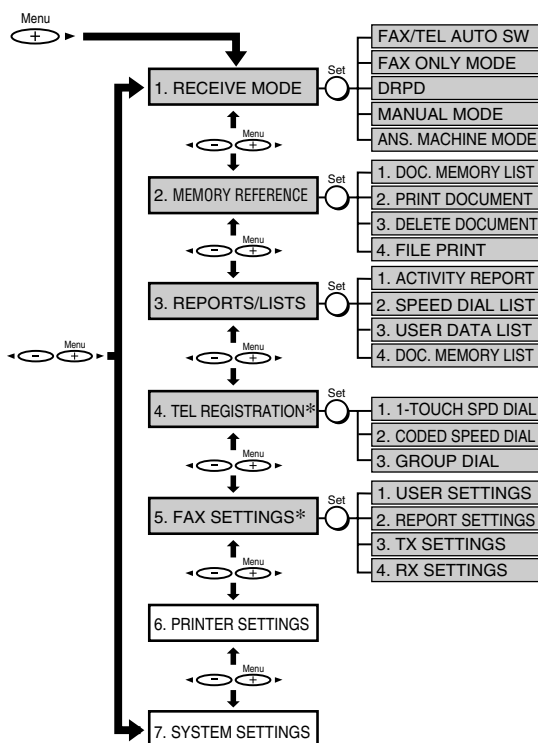 Menu
+
FAX/TEL AUTO SW
FAX ONLY MODE
1. RECEIVE MODE
Set
DRPD
MANUAL MODE
ANS. MACHINE MODE
Menu
− +
2. MEMORY REFERENCE
Set
1. DOC. MEMORY LIST
2. PRINT DOCUMENT
3. DELETE DOCUMENT
4. FILE PRINT
Menu
− +
3. REPORTS/LISTS
Set
1. ACTIVITY REPORT
2. SPEED DIAL LIST
3. USER DATA LIST
4. DOC. MEMORY LIST
Menu
− +
Menu
− +
4. TEL REGISTRATION*
Set
1. 1-TOUCH SPD DIAL
2. CODED SPEED DIAL
3. GROUP DIAL
Menu
− +
5. FAX SETTINGS*
Set
1. USER SETTINGS
2. REPORT SETTINGS
3. TX SETTINGS
4. RX SETTINGS
Menu
− +
6. PRINTER SETTINGS
Menu
− +
7. SYSTEM SETTINGS